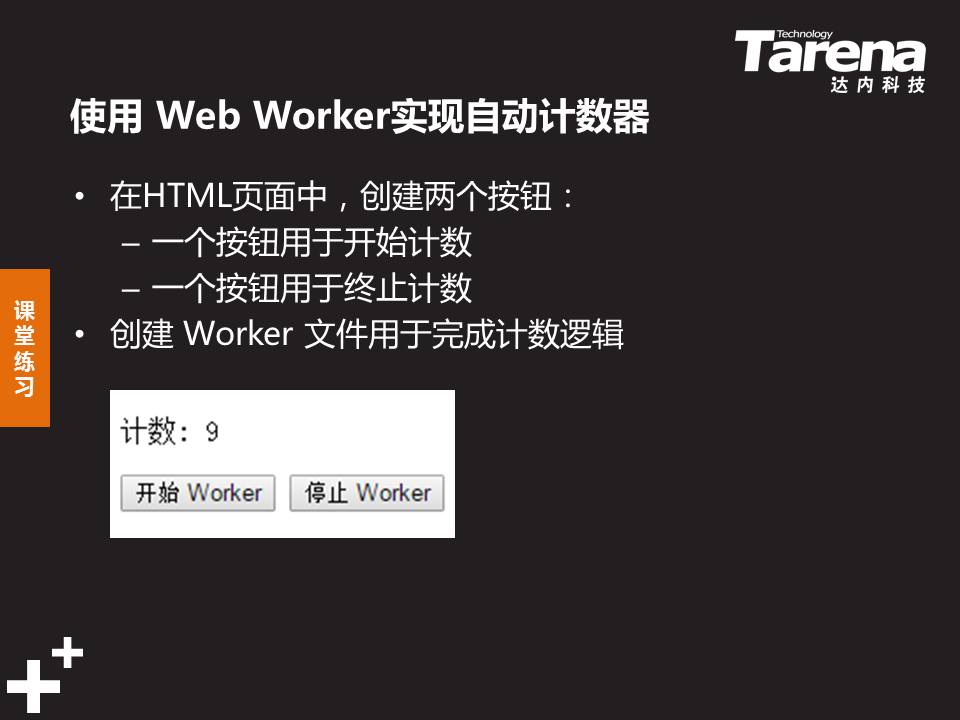 Technology
Tarena
达内科技
使用 Web Worker实现自动计数器
• 在HTML页面中，创建两个按钮：
– 一个按钮用于开始计数
– 一个按钮用于终止计数
• 创建 Worker 文件用于完成计数逻辑
课
堂
练
习
计数: 9
开始 Worker 停止 Worker